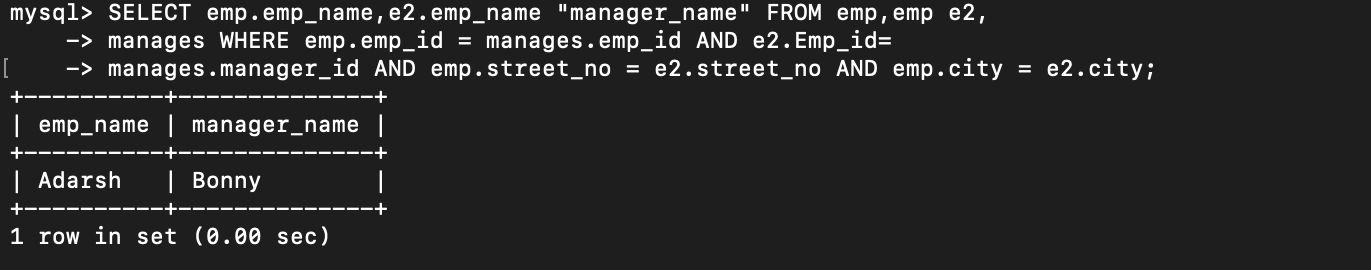 mysql> SELECT emp.emp_name,e2.emp_name "manager_name" FROM emp,emp e2,
    -> manages WHERE emp.emp_id = manages.emp_id AND e2.Emp_id=
[    -> manages.manager_id AND emp.street_no = e2.street_no AND emp.city = e2.city;
+----------+--------------+
| emp_name | manager_name |
+----------+--------------+
| Adarsh   | Bonny        |
+----------+--------------+
1 row in set (0.00 sec)